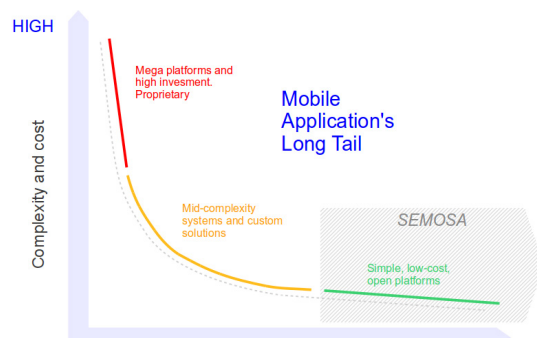 HIGH
Mega platforms and
high invesment.
Proprietary
Mobile
Application's
Long Tail
Complexity and cost
Mid-complexity
systems and custom
solutions
SEMOSA
Simple, low-cost,
open platforms